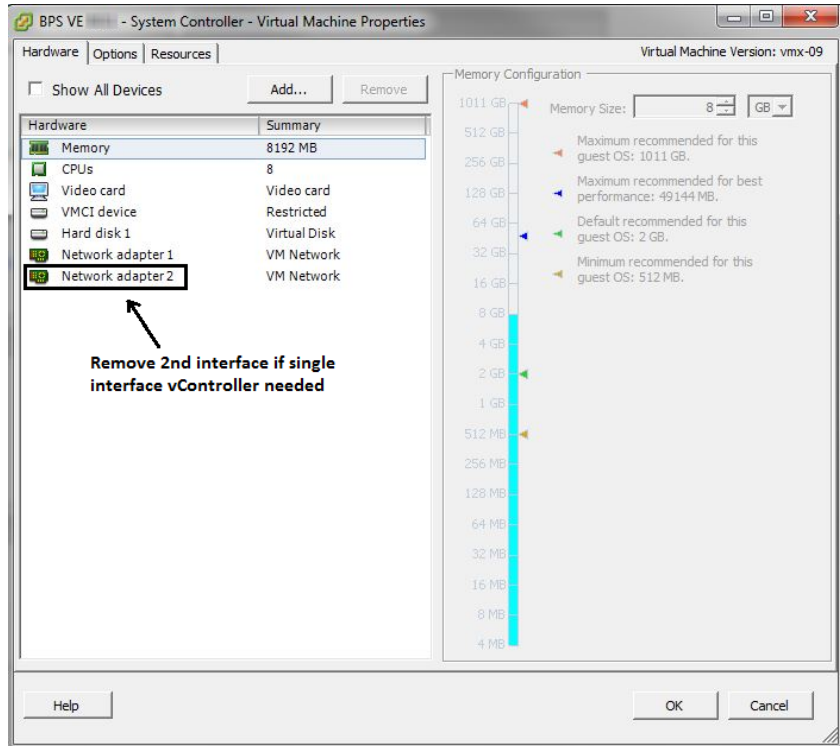 BPS VE - System Controller - Virtual Machine Properties
Hardware Options Resources Virtual Machine Version: vmx-09
Show All Devices Add... Remove
Hardware Summary
Memory 8192 MB
CPUs 8
Video card Video card
VMCI device Restricted
Hard disk 1 Virtual Disk
Network adapter 1 VM Network
Network adapter 2 VM Network
Remove 2nd interface if single
interface vController needed
Memory Configuration
Memory Size: 8 GB
1011 GB
512 GB
256 GB
128 GB
64 GB
32 GB
16 GB
8 GB
4 GB
2 GB
1 GB
512 MB
256 MB
128 MB
64 MB
32 MB
16 MB
8 MB
4 MB
Maximum recommended for this
guest OS: 1011 GB.
Maximum recommended for best
performance: 49144 MB.
Default recommended for this
guest OS: 2 GB.
Minimum recommended for this
guest OS: 512 MB.
Help OK Cancel